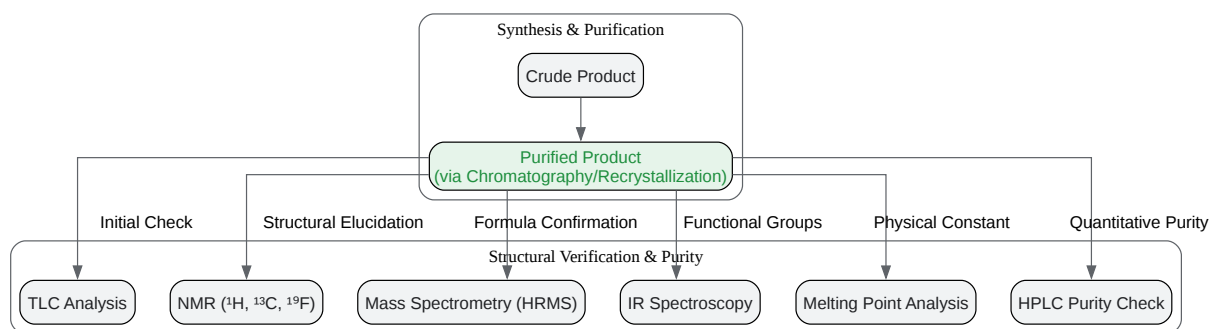 Synthesis & Purification
Crude Product
Purified Product
(via Chromatography/Recrystallization)
Initial Check
Structural Elucidation
Formula Confirmation
Functional Groups
Physical Constant
Quantitative Purity
Structural Verification & Purity
TLC Analysis
NMR (¹H, ¹³C, ¹⁹F)
Mass Spectrometry (HRMS)
IR Spectroscopy
Melting Point Analysis
HPLC Purity Check